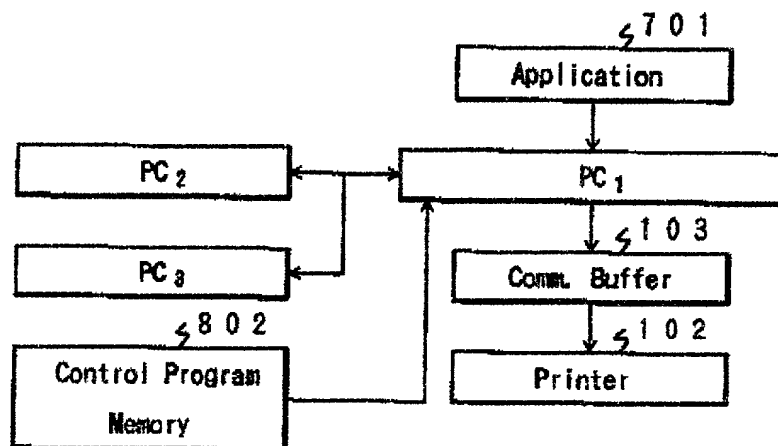 701
Application
PC₂
PC₁
PC₃
103
Comm. Buffer
802
102
Control Program
Memory
Printer